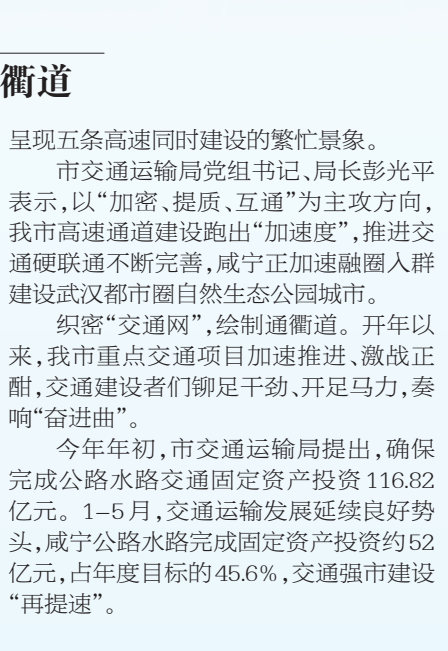 衢道
呈现五条高速同时建设的繁忙景象。
市交通运输局党组书记、局长彭光平
表示,以“加密、提质、互通”为主攻方向,
我市高速通道建设跑出“加速度”,推进交
通硬联通不断完善,咸宁正加速融圈入群
建设武汉都市圈自然生态公园城市。
织密“交通网”,绘制通衢道。开年以
来,我市重点交通项目加速推进、激战正
酣,交通建设者们铆足干劲、开足马力,奏
响“奋进曲”。
今年年初,市交通运输局提出,确保
完成公路水路交通固定资产投资116.82
亿元。1-5月,交通运输发展延续良好势
头,咸宁公路水路完成固定资产投资约52
亿元,占年度目标的45.6%,交通强市建设
“再提速”。